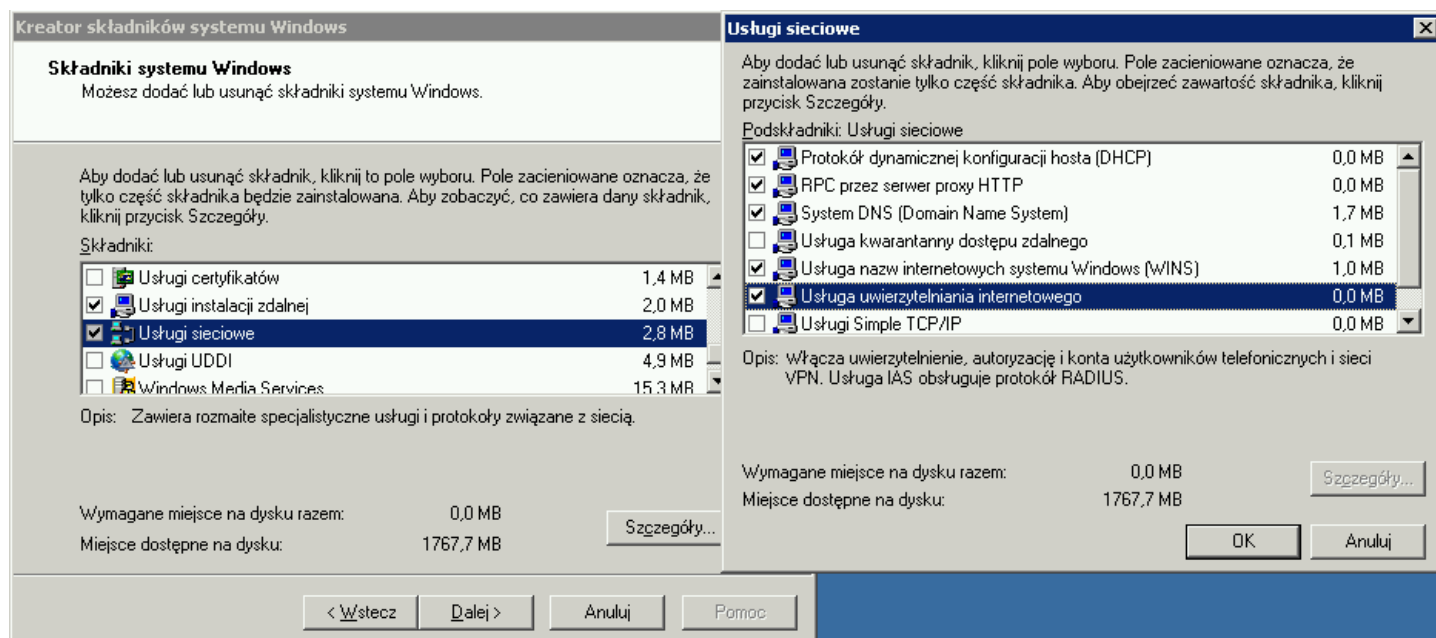 Kreator składników systemu Windows
Składniki systemu Windows
Możesz dodać lub usunąć składniki systemu Windows.
Aby dodać lub usunąć składnik, kliknij to pole wyboru. Pole zacieniowane oznacza, że
tylko część składnika będzie zainstalowana. Aby zobaczyć, co zawiera dany składnik,
kliknij przycisk Szczegóły.
Składniki:
Usługi certyfikatów 1,4 MB
Usługi instalacji zdalnej 2,0 MB
Usługi sieciowe 2,8 MB
Usługi UDDI 4,9 MB
Windows Media Services 15,3 MB
Opis: Zawiera rozmaite specjalistyczne usługi i protokoły związane z siecią.
Wymagane miejsce na dysku razem: 0,0 MB
Miejsce dostępne na dysku: 1767,7 MB
Szczegóły...
< Wstecz Dalej > Anuluj Pomoc
Usługi sieciowe
Aby dodać lub usunąć składnik, kliknij pole wyboru. Pole zacieniowane oznacza, że
zainstalowana zostanie tylko część składnika. Aby obejrzeć zawartość składnika, kliknij
przycisk Szczegóły.
Podskładniki: Usługi sieciowe
Protokół dynamicznej konfiguracji hosta (DHCP) 0,0 MB
RPC przez serwer proxy HTTP 0,0 MB
System DNS (Domain Name System) 1,7 MB
Usługa kwarantanny dostępu zdalnego 0,1 MB
Usługa nazw internetowych systemu Windows (WINS) 1,0 MB
Usługa uwierzytelniania internetowego 0,0 MB
Usługi Simple TCP/IP 0,0 MB
Opis: Włącza uwierzytelnienie, autoryzację i konta użytkowników telefonicznych i sieci
VPN. Usługa IAS obsługuje protokół RADIUS.
Wymagane miejsce na dysku razem: 0,0 MB
Miejsce dostępne na dysku: 1767,7 MB
Szczegóły...
OK Anuluj